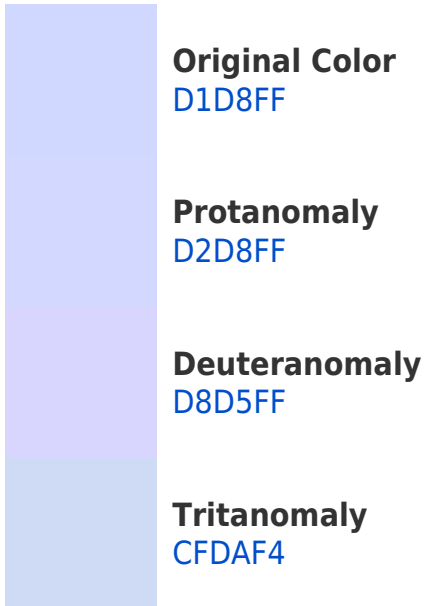 Original Color
D1D8FF
Protanomaly
D2D8FF
Deuteranomaly
D8D5FF
Tritanomaly
CFDAF4